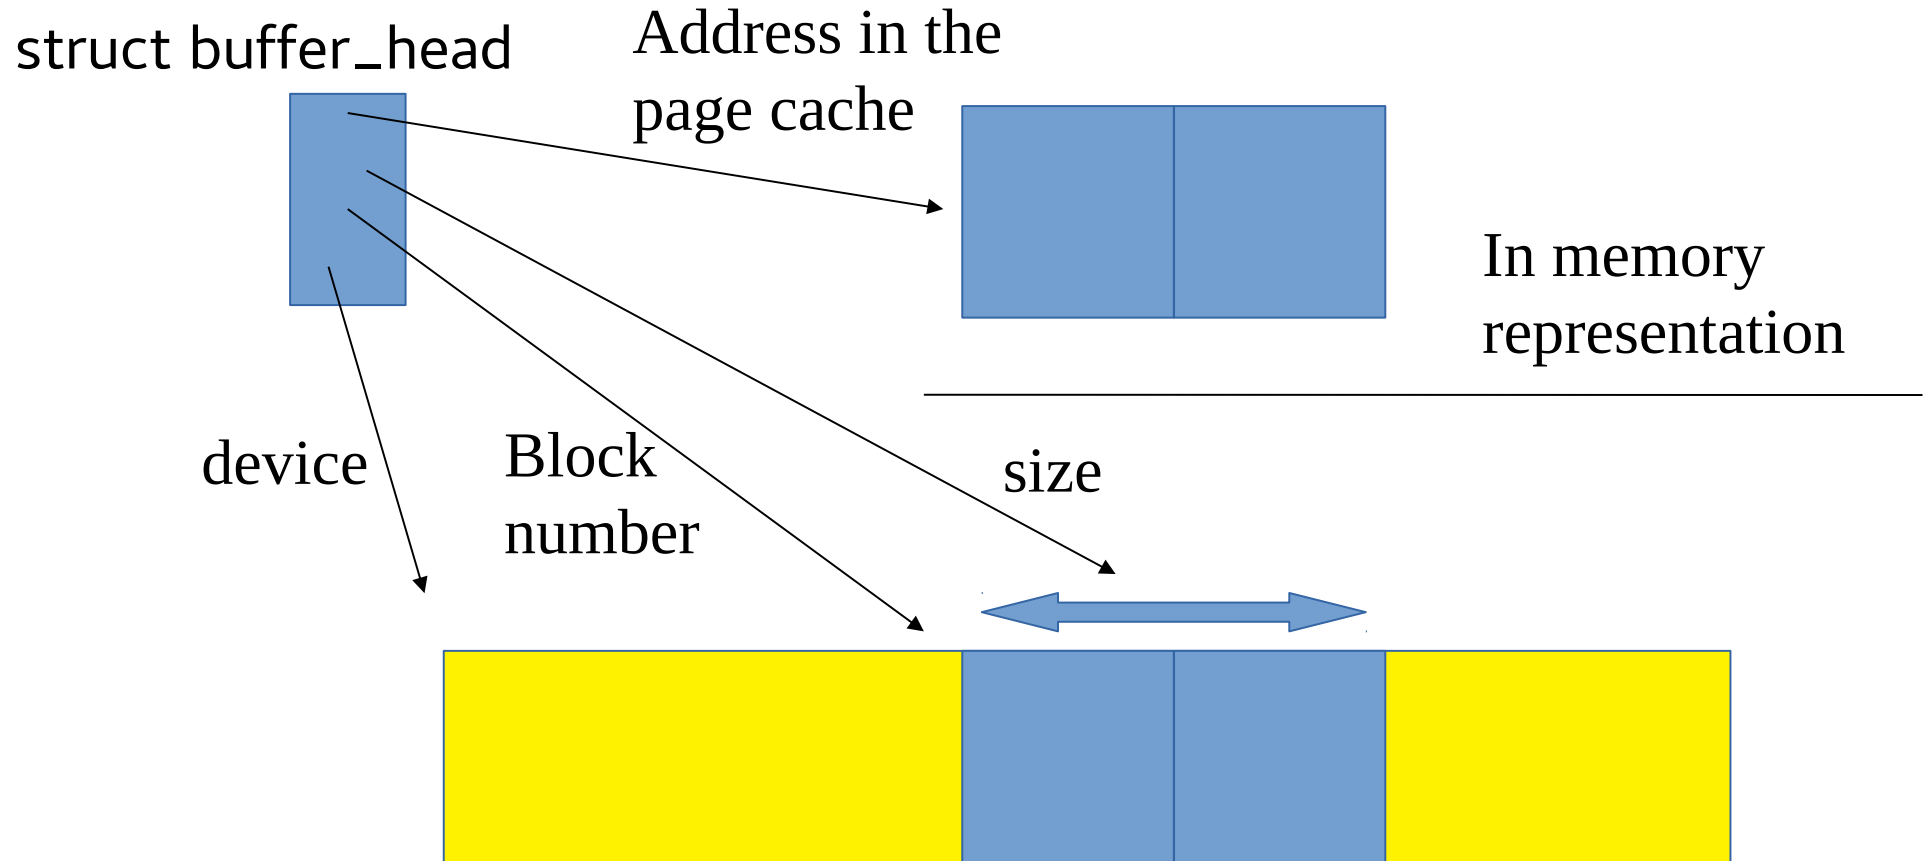 struct buffer_head
Address in the
page cache
In memory
representation
device
Block
number
size